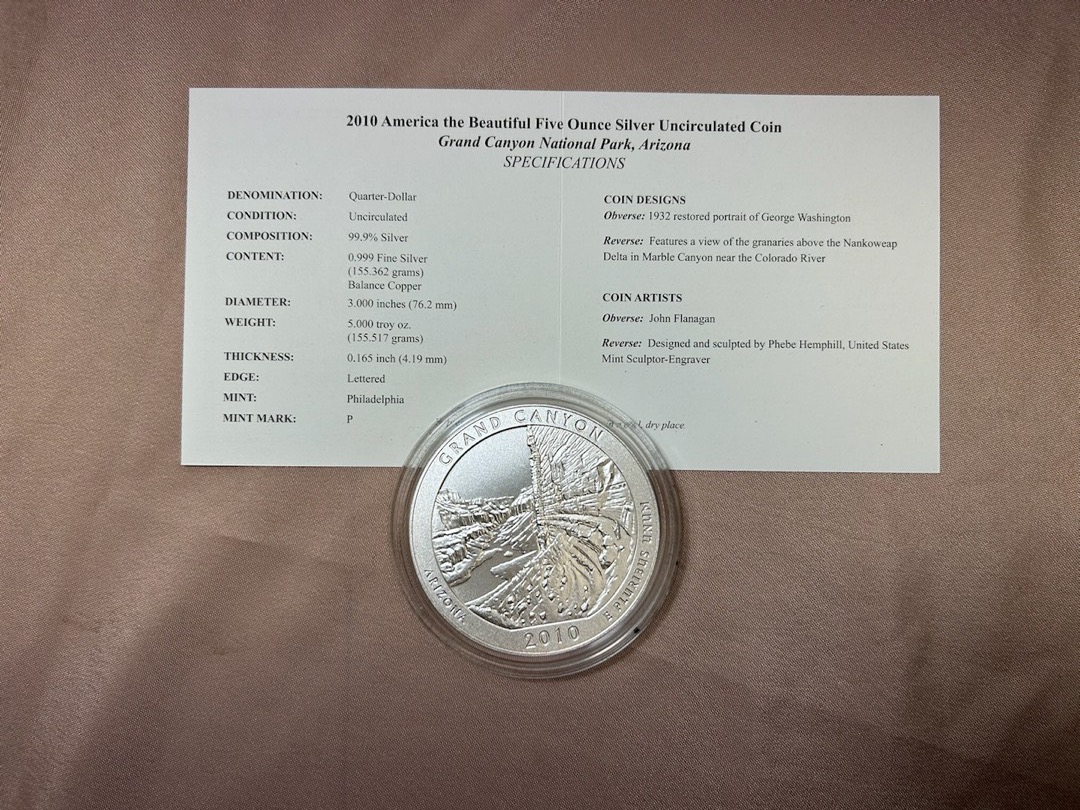 2010 America the Beautiful Five Ounce Silver Uncirculated Coin
Grand Canyon National Park, Arizona
SPECIFICATIONS
DENOMINATION: Quarter-Dollar
CONDITION: Uncirculated
COMPOSITION: 99.9% Silver
CONTENT: 0.999 Fine Silver
(155.362 grams)
Balance Copper
DIAMETER: 3.000 inches (76.2 mm)
WEIGHT: 5.000 troy oz.
(155.517 grams)
THICKNESS: 0.165 inch (4.19 mm)
EDGE: Lettered
MINT: Philadelphia
MINT MARK: P
COIN DESIGNS
Obverse: 1932 restored portrait of George Washington
Reverse: Features a view of the granaries above the Nankoweap
Delta in Marble Canyon near the Colorado River
COIN ARTISTS
Obverse: John Flanagan
Reverse: Designed and sculpted by Phebe Hemphill, United States
Mint Sculptor-Engraver
dry place.
GRAND CANYON
ARIZONA
2010
E PLURIBUS UNUM